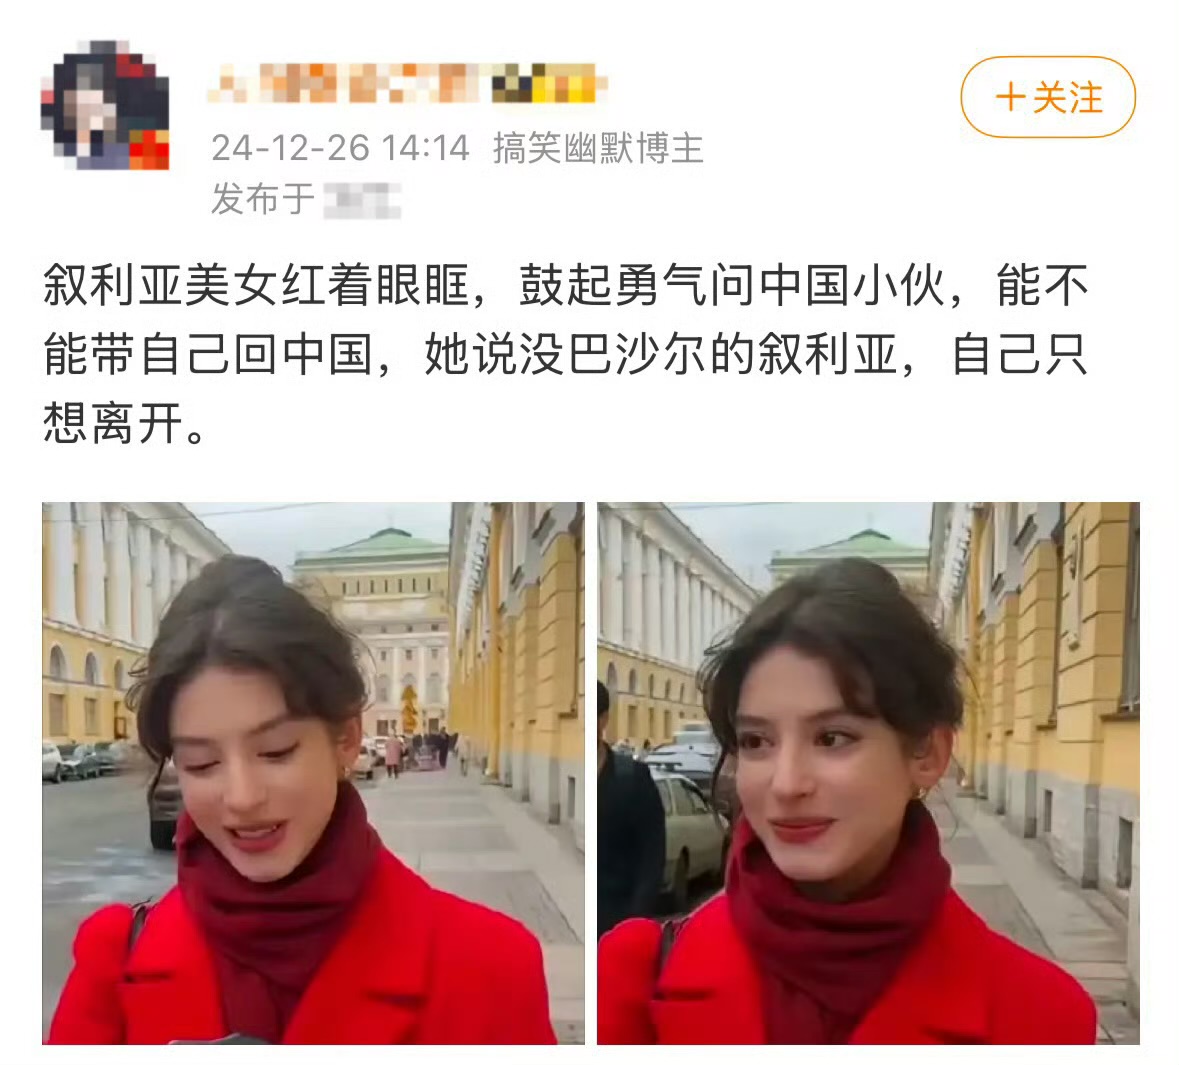 24-12-26 14:14 搞笑幽默博主
+关注
发布于
叙利亚美女红着眼眶，鼓起勇气问中国小伙，能不
能带自己回中国，她说没巴沙尔的叙利亚，自己只
想离开。